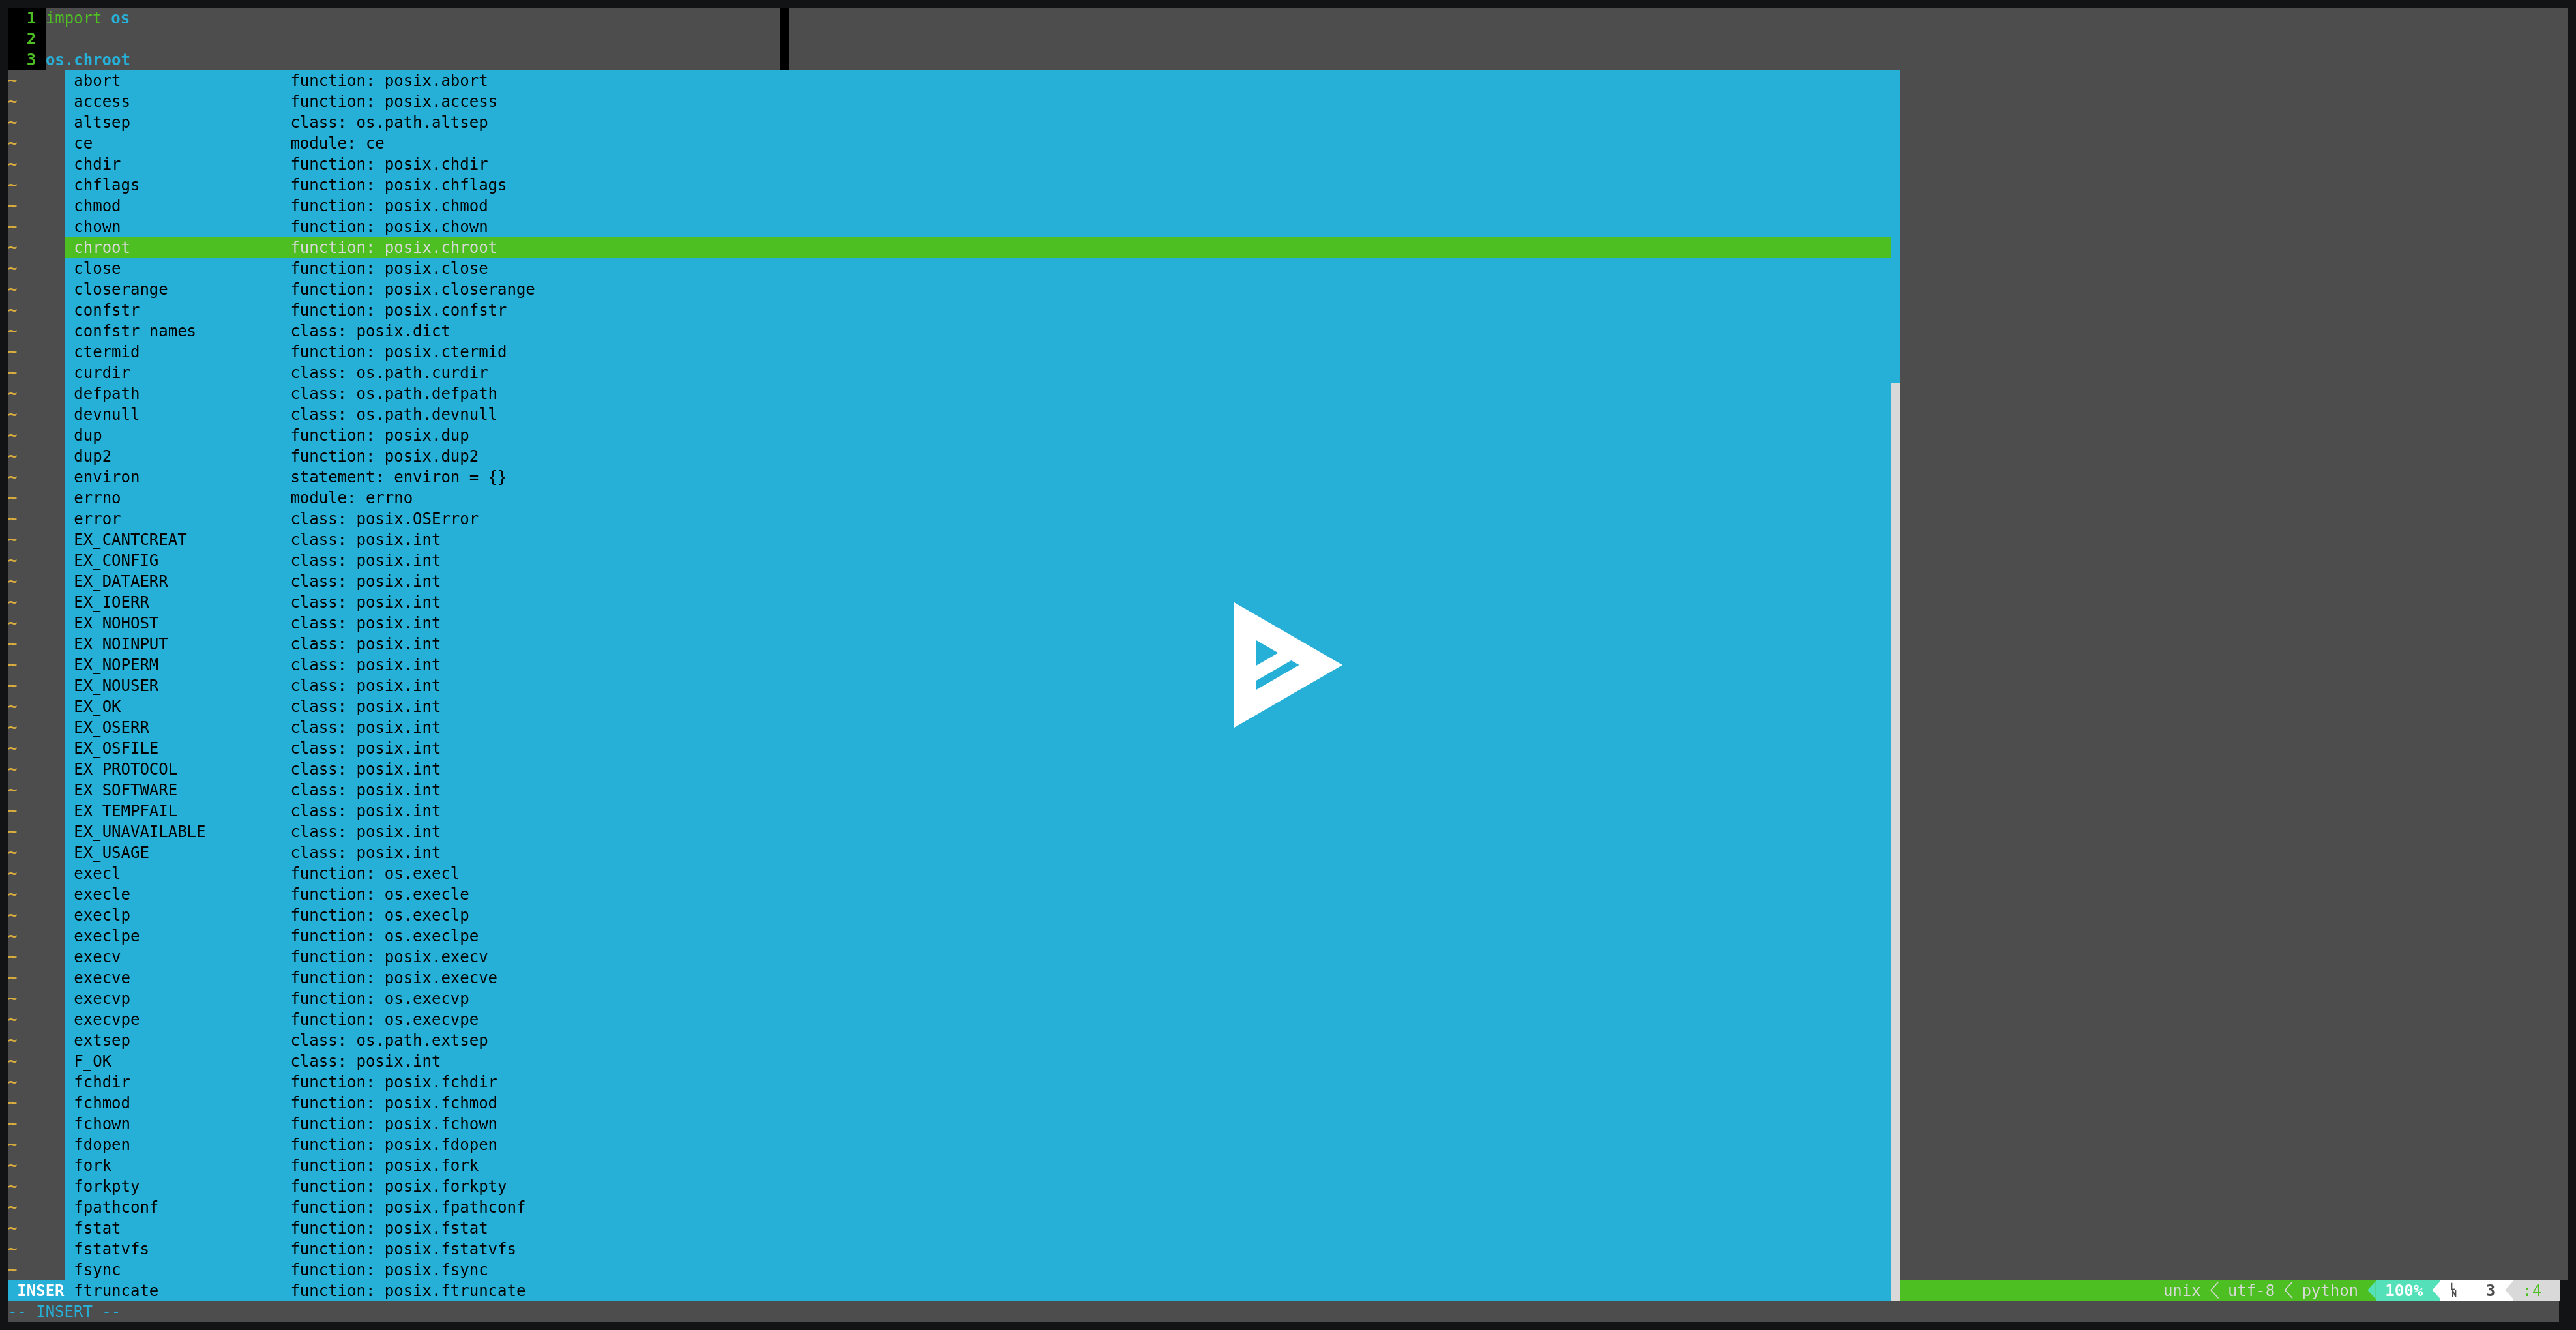 1 import os
2
3 os.chroot
~ abort function: posix.abort
~ access function: posix.access
~ altsep class: os.path.altsep
~ ce module: ce
~ chdir function: posix.chdir
~ chflags function: posix.chflags
~ chmod function: posix.chmod
~ chown function: posix.chown
~ chroot function: posix.chroot
~ close function: posix.close
~ closerange function: posix.closerange
~ confstr function: posix.confstr
~ confstr_names class: posix.dict
~ ctermid function: posix.ctermid
~ curdir class: os.path.curdir
~ defpath class: os.path.defpath
~ devnull class: os.path.devnull
~ dup function: posix.dup
~ dup2 function: posix.dup2
~ environ statement: environ = {}
~ errno module: errno
~ error class: posix.OSError
~ EX_CANTCREAT class: posix.int
~ EX_CONFIG class: posix.int
~ EX_DATAERR class: posix.int
~ EX_IOERR class: posix.int
~ EX_NOHOST class: posix.int
~ EX_NOINPUT class: posix.int
~ EX_NOPERM class: posix.int
~ EX_NOUSER class: posix.int
~ EX_OK class: posix.int
~ EX_OSERR class: posix.int
~ EX_OSFILE class: posix.int
~ EX_PROTOCOL class: posix.int
~ EX_SOFTWARE class: posix.int
~ EX_TEMPFAIL class: posix.int
~ EX_UNAVAILABLE class: posix.int
~ EX_USAGE class: posix.int
~ execl function: os.execl
~ execle function: os.execle
~ execlp function: os.execlp
~ execlpe function: os.execlpe
~ execv function: posix.execv
~ execve function: posix.execve
~ execvp function: os.execvp
~ execvpe function: os.execvpe
~ extsep class: os.path.extsep
~ F_OK class: posix.int
~ fchdir function: posix.fchdir
~ fchmod function: posix.fchmod
~ fchown function: posix.fchown
~ fdopen function: posix.fdopen
~ fork function: posix.fork
~ forkpty function: posix.forkpty
~ fpathconf function: posix.fpathconf
~ fstat function: posix.fstat
~ fstatvfs function: posix.fstatvfs
~ fsync function: posix.fsync
INSER ftruncate function: posix.ftruncate unix utf-8 python 100% LN 3 :4
-- INSERT --